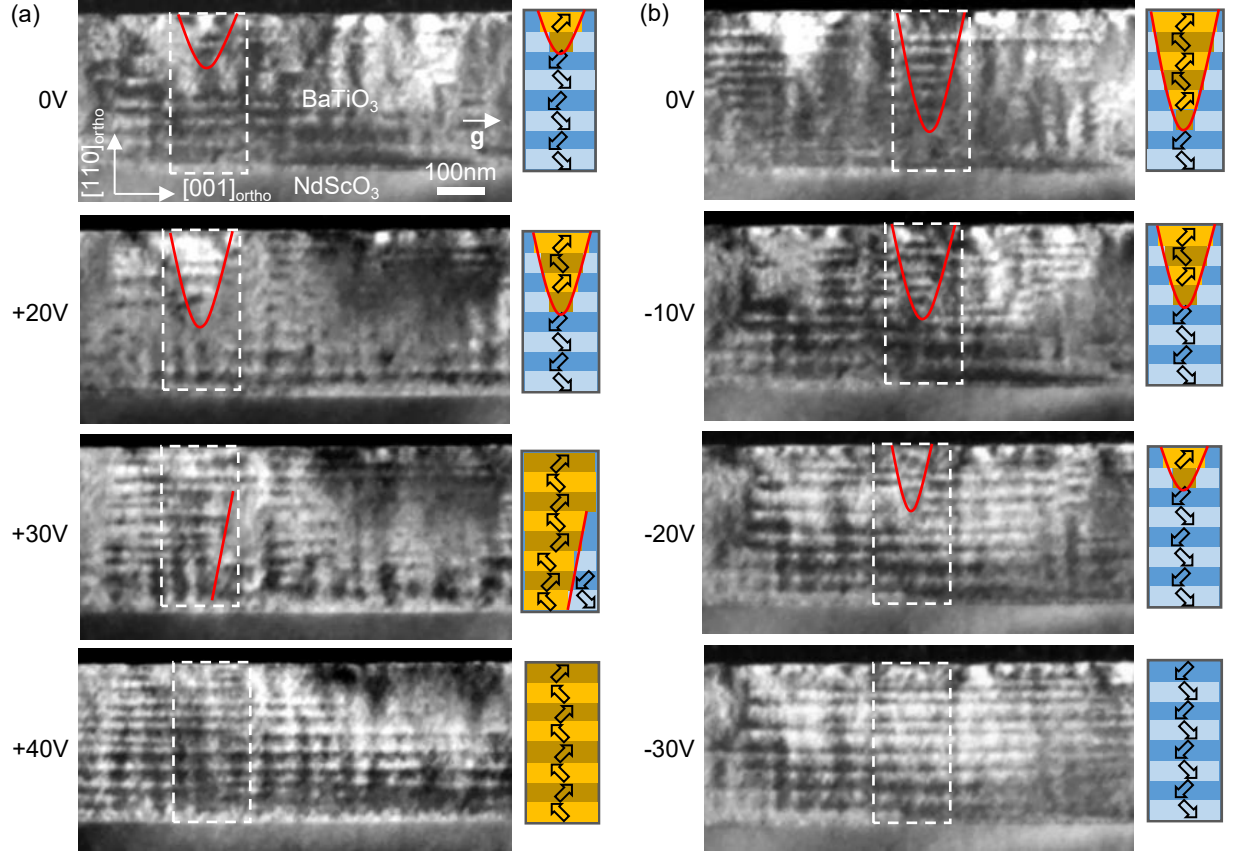 (a)
0V
BaTiO₃
g
[110]ortho
[001]ortho
NdScO₃
100nm
+20V
+30V
+40V
(b)
0V
-10V
-20V
-30V